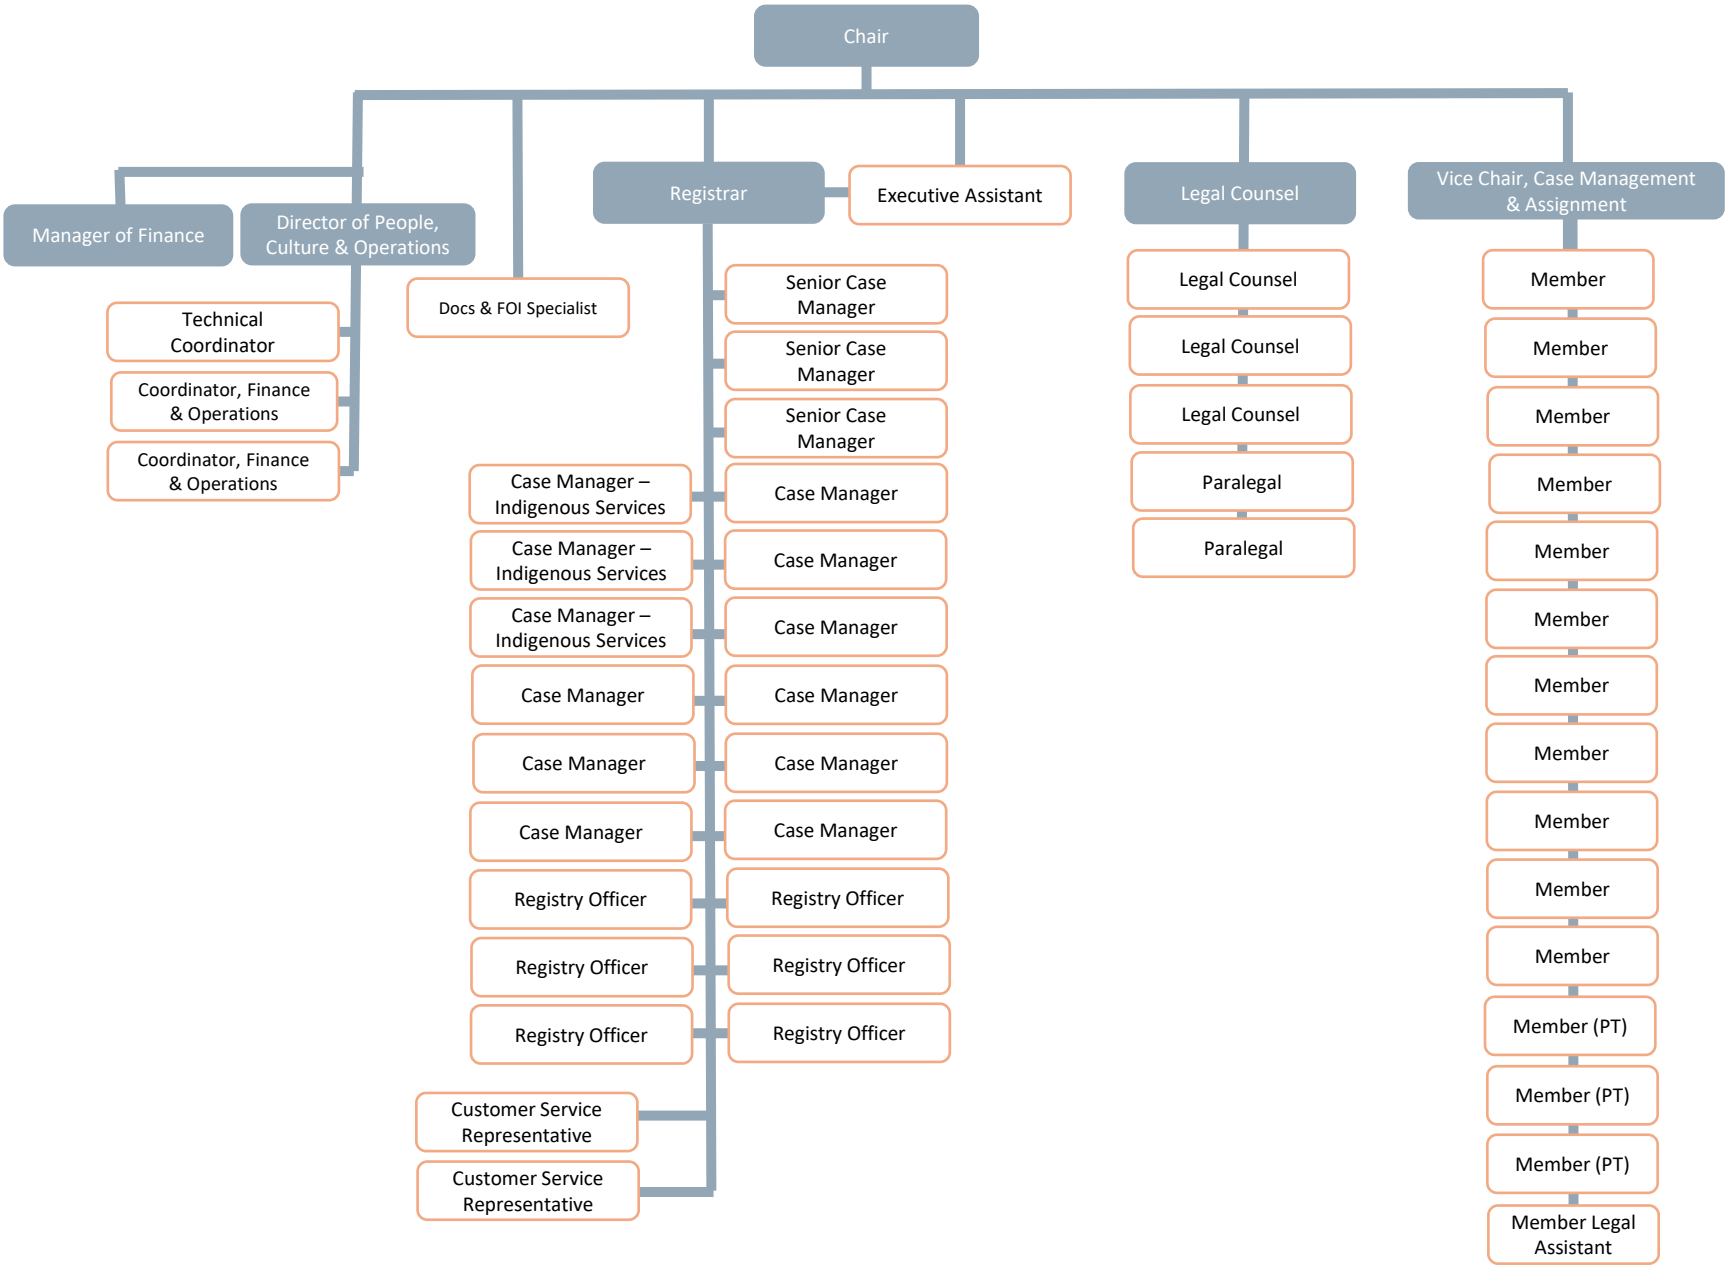 Chair
Manager of Finance
Director of People,
Culture & Operations
Technical
Coordinator
Coordinator, Finance
& Operations
Coordinator, Finance
& Operations
Docs & FOI Specialist
Registrar
Executive Assistant
Senior Case
Manager
Senior Case
Manager
Senior Case
Manager
Case Manager –
Indigenous Services
Case Manager
Case Manager –
Indigenous Services
Case Manager
Case Manager –
Indigenous Services
Case Manager
Case Manager
Case Manager
Case Manager
Case Manager
Case Manager
Case Manager
Registry Officer
Registry Officer
Registry Officer
Registry Officer
Registry Officer
Registry Officer
Customer Service
Representative
Customer Service
Representative
Legal Counsel
Legal Counsel
Legal Counsel
Legal Counsel
Paralegal
Paralegal
Vice Chair, Case Management
& Assignment
Member
Member
Member
Member
Member
Member
Member
Member
Member
Member
Member
Member (PT)
Member (PT)
Member (PT)
Member Legal
Assistant